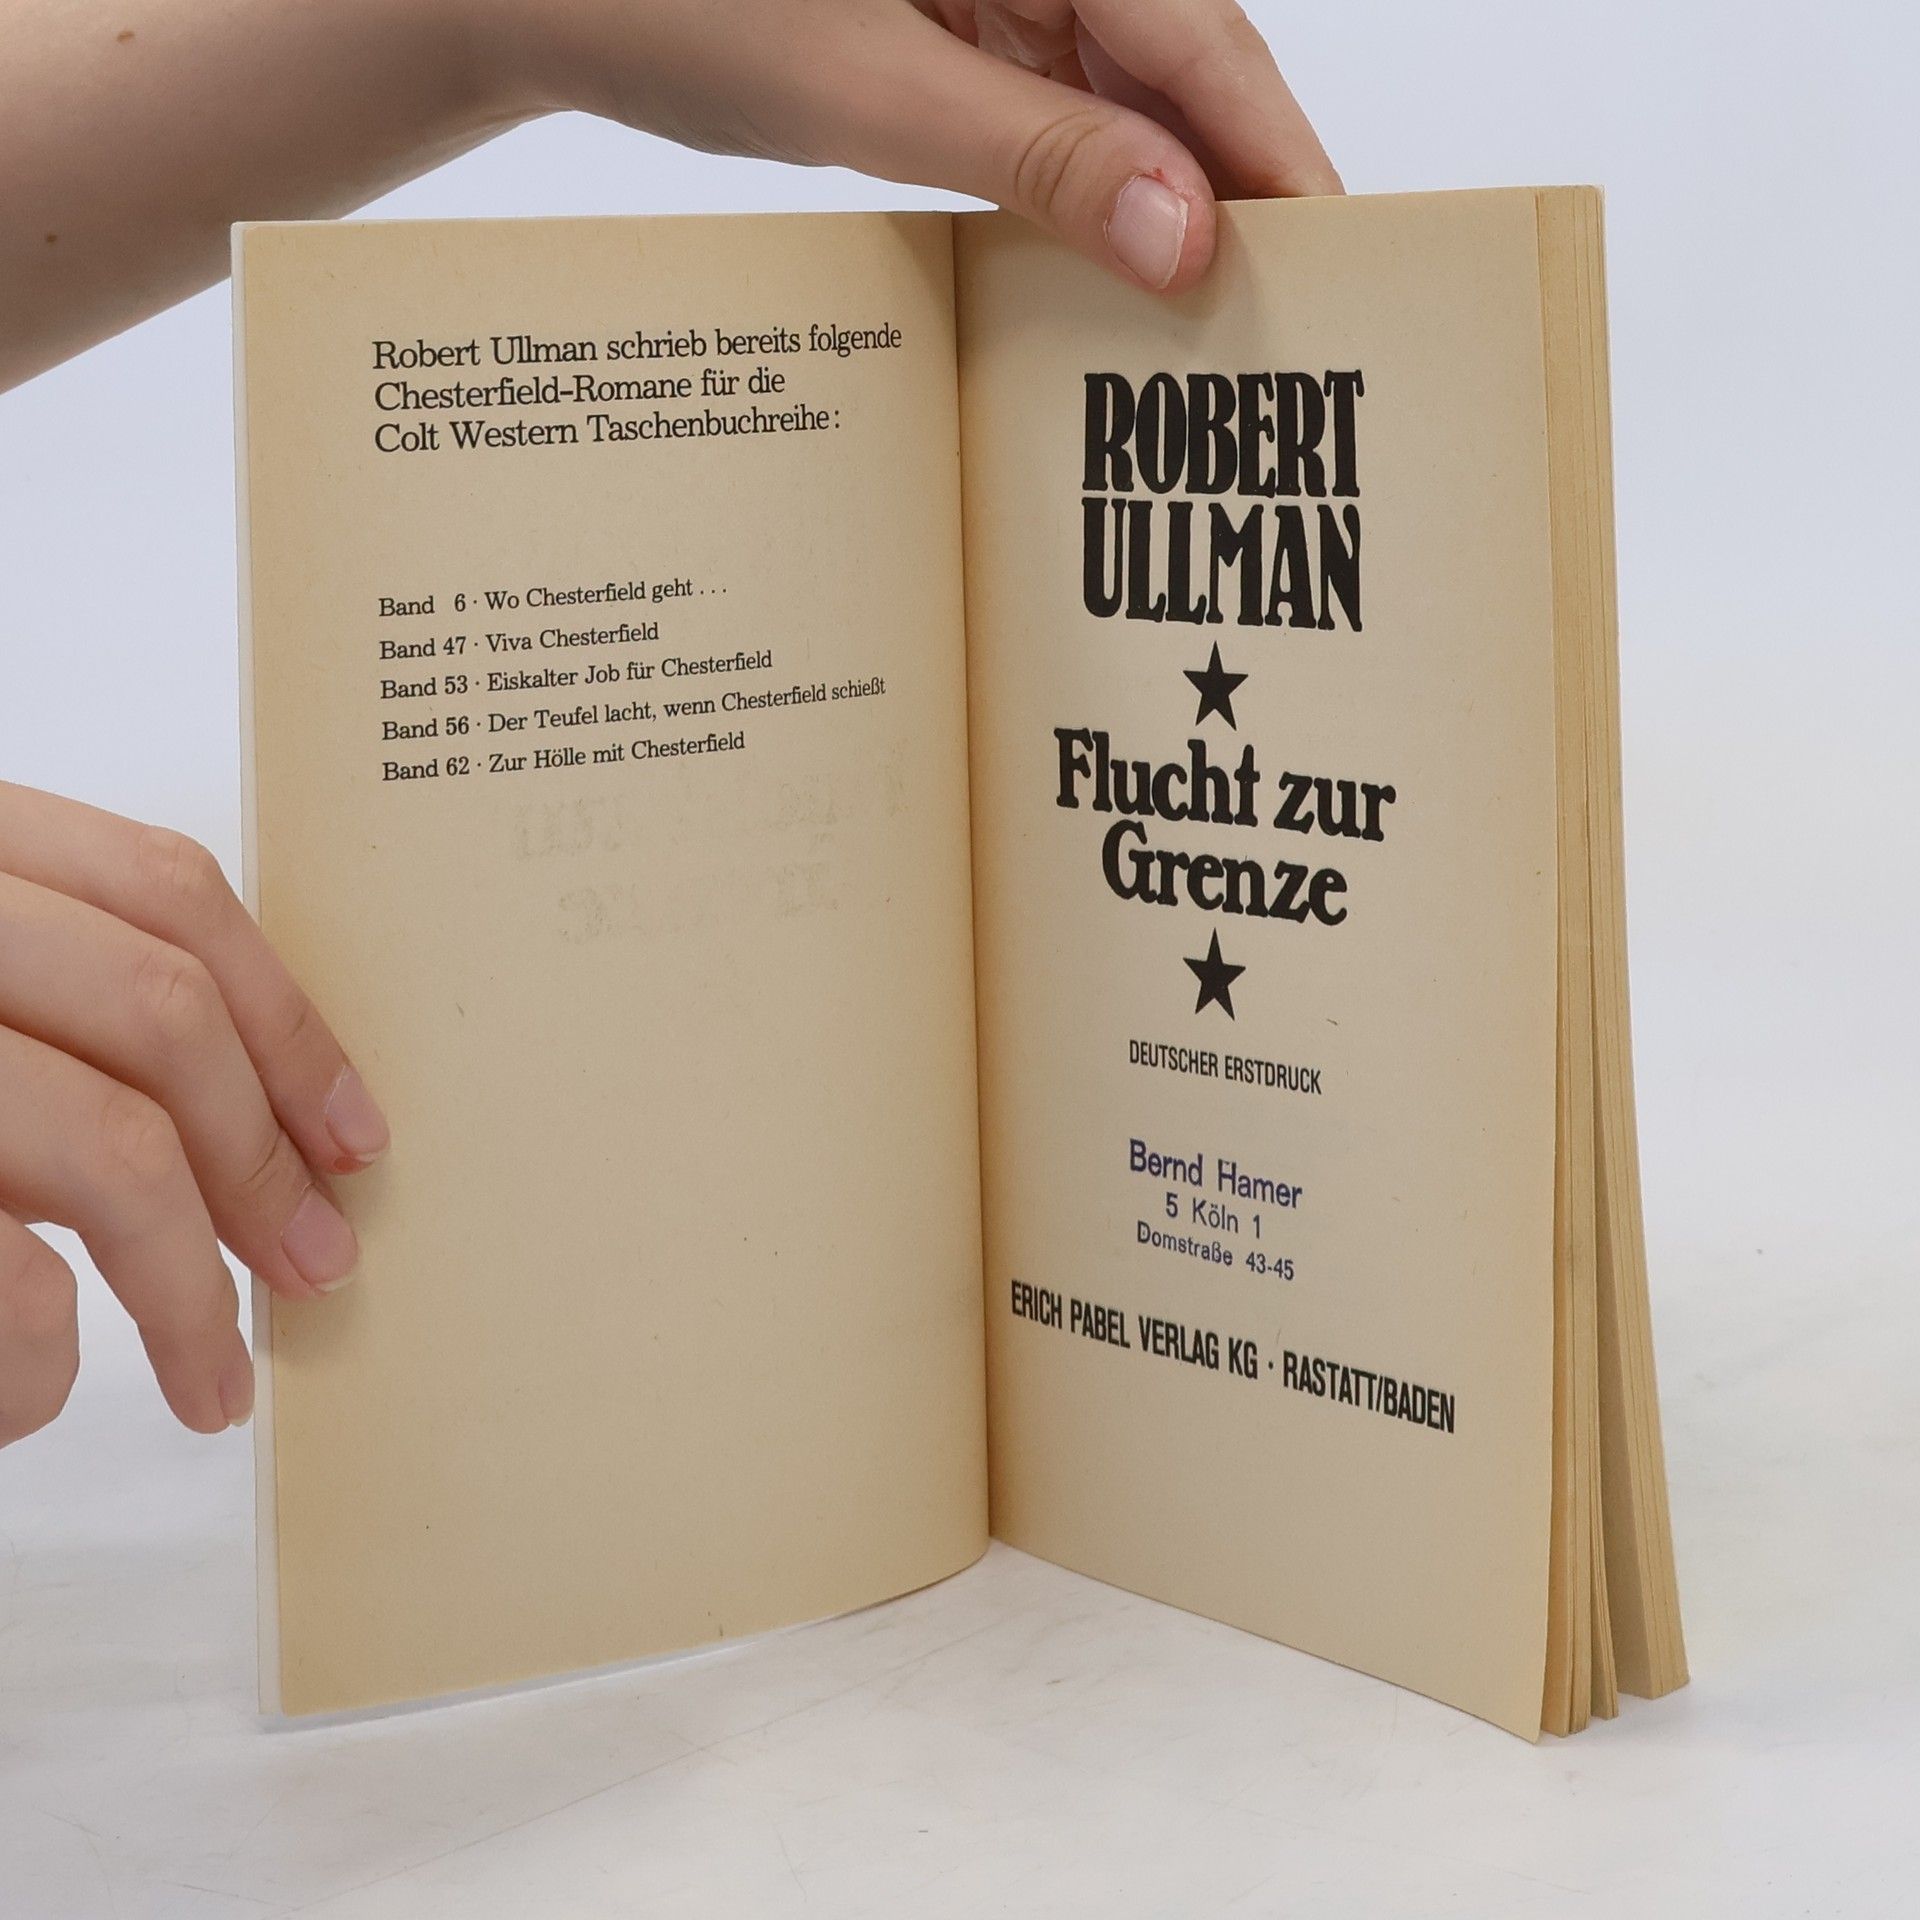 Robert Ullman schrieb bereits folgende
Chesterfield-Romane für die
Colt Western Taschenbuchreihe:
Band 6 · Wo Chesterfield geht . . .
Band 47 · Viva Chesterfield
Band 53 · Eiskalter Job für Chesterfield
Band 56 · Der Teufel lacht, wenn Chesterfield schießt
Band 62 · Zur Hölle mit Chesterfield
ROBERT
ULLMAN
Flucht zur
Grenze
DEUTSCHER ERSTDRUCK
Bernd Hamer
5 Köln 1
Domstraße 43-45
ERICH PABEL VERLAG KG · RASTATT/BADEN